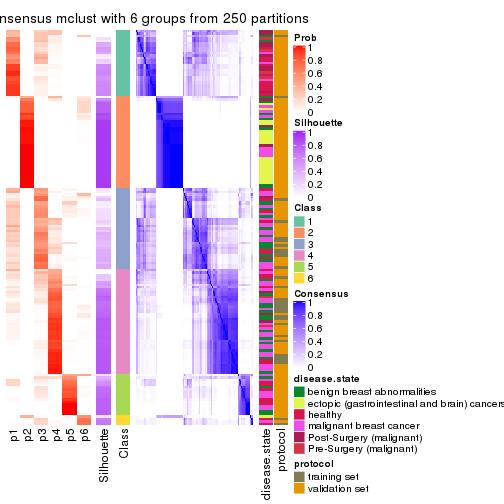 nsensus mclust with 6 groups from 250 partitions
Prob
1
0.8
0.6
0.4
0.2
0
Silhouette
1
0.8
0.6
0.4
0.2
0
Class
1
2
3
4
5
6
Consensus
1
0.8
0.6
0.4
0.2
0
disease.state
benign breast abnormalities
ectopic (gastrointestinal and brain) cancers
healthy
malignant breast cancer
Post-Surgery (malignant)
Pre-Surgery (malignant)
protocol
training set
validation set
p1
p2
p3
p4
p5
p6
Silhouette
Class
disease.state
protocol